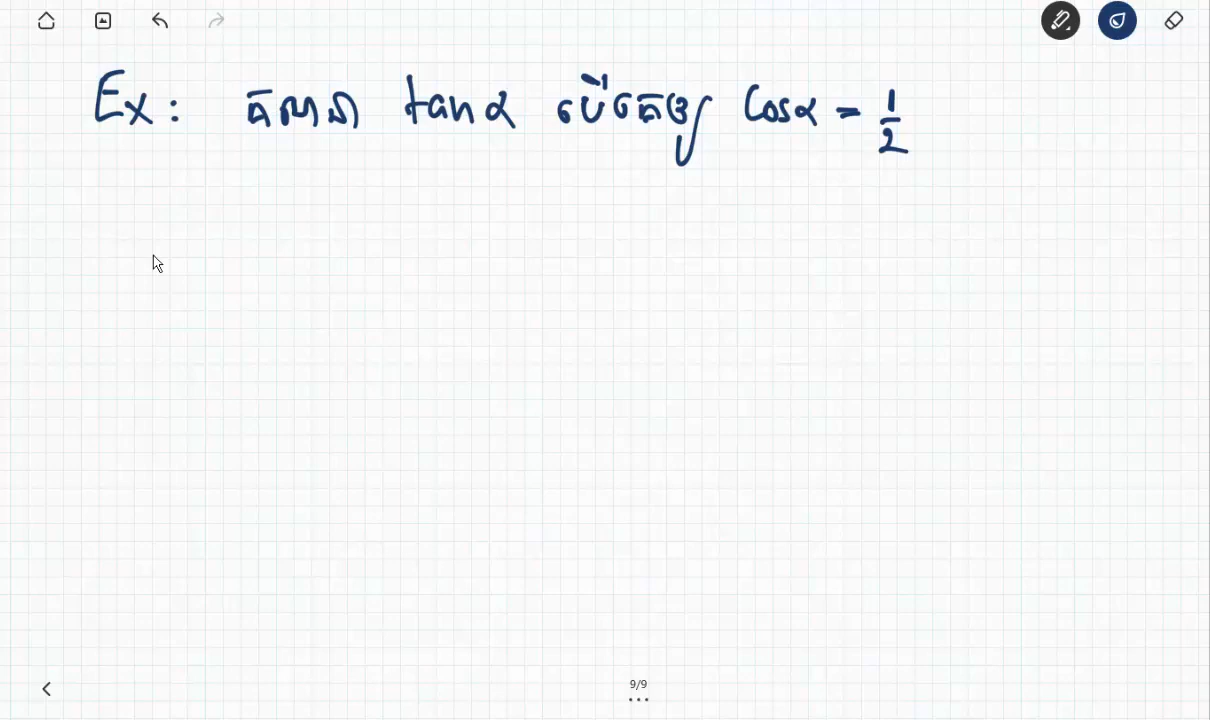 Ex: គណនា tanα បើគេឲ្យ Cosα = 1/2
9/9